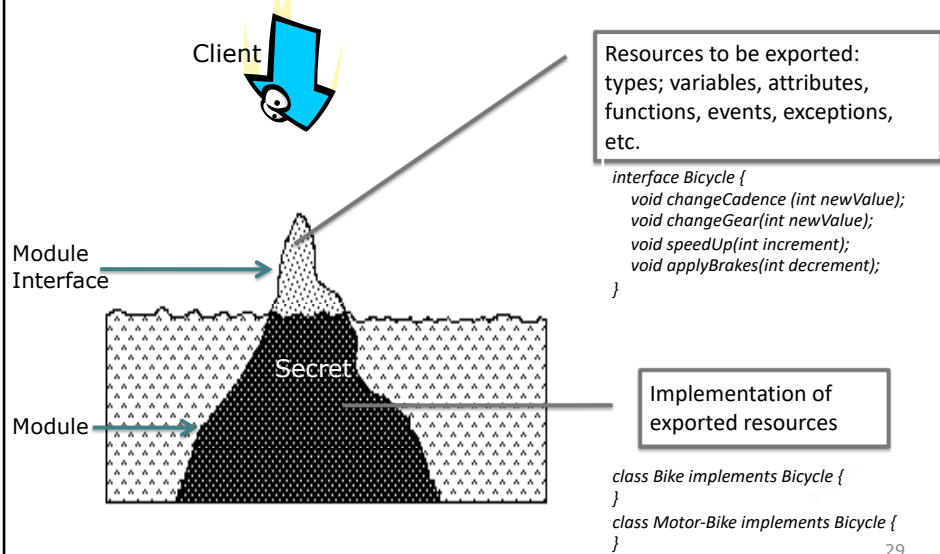 Client
Resources to be exported:
types; variables, attributes,
functions, events, exceptions,
etc.
interface Bicycle {
void changeCadence (int newValue);
void changeGear(int newValue);
void speedUp(int increment);
void applyBrakes(int decrement);
}
Module
Interface
Secret
Module
Implementation of
exported resources
class Bike implements Bicycle {
}
class Motor-Bike implements Bicycle {
}
29